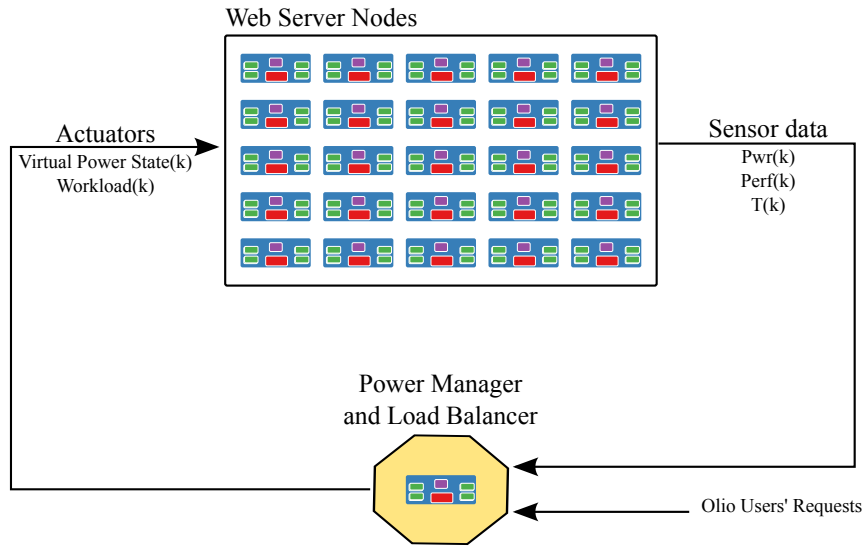 Web Server Nodes
Actuators
Virtual Power State(k)
Workload(k)
Sensor data
Pwr(k)
Perf(k)
T(k)
Power Manager
and Load Balancer
Olio Users' Requests